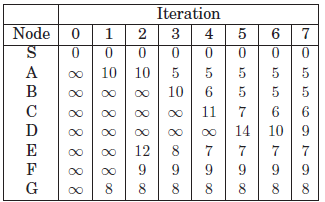 Iteration
Node 0 1 2 3 4 5 6 7
S 0 0 0 0 0 0 0 0
A ∞ 10 10 5 5 5 5 5
B ∞ ∞ ∞ 10 6 5 5 5
C ∞ ∞ ∞ ∞ 11 7 6 6
D ∞ ∞ ∞ ∞ ∞ 14 10 9
E ∞ ∞ 12 8 7 7 7 7
F ∞ ∞ 9 9 9 9 9 9
G ∞ 8 8 8 8 8 8 8